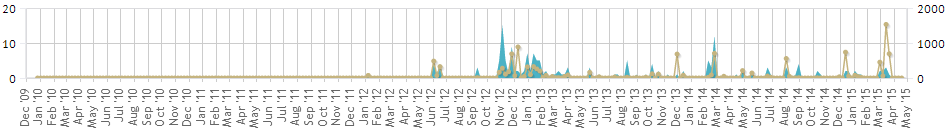 20
10
0
2000
1000
0
Dec '09
Jan '10
Feb '10
Mar '10
Apr '10
May '10
Jun '10
Jul '10
Aug '10
Sep '10
Oct '10
Nov '10
Dec '10
Jan '11
Feb '11
Mar '11
Apr '11
May '11
Jun '11
Jul '11
Aug '11
Sep '11
Oct '11
Nov '11
Dec '11
Jan '12
Feb '12
Mar '12
Apr '12
May '12
Jun '12
Jul '12
Aug '12
Sep '12
Oct '12
Nov '12
Dec '12
Jan '13
Feb '13
Mar '13
Apr '13
May '13
Jun '13
Jul '13
Aug '13
Sep '13
Oct '13
Nov '13
Dec '13
Jan '14
Feb '14
Mar '14
Apr '14
May '14
Jun '14
Jul '14
Aug '14
Sep '14
Oct '14
Nov '14
Dec '14
Jan '15
Feb '15
Mar '15
Apr '15
May '15